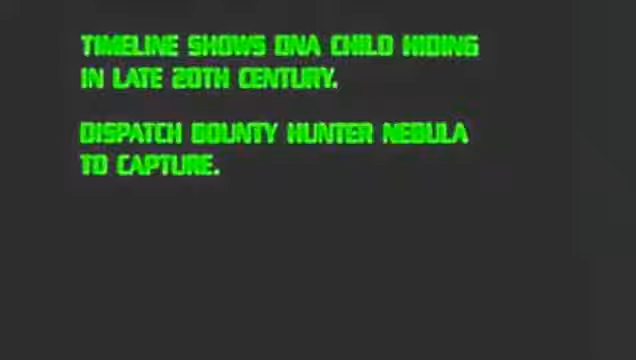 TIMELINE SHOWS DNA CHILD HIDING
IN LATE 20TH CENTURY.
DISPATCH BOUNTY HUNTER NEBULA
TO CAPTURE.